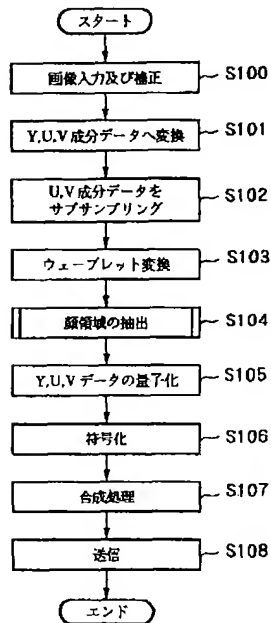 スタート
画像入力及び補正 S100
Y,U,V 成分データへ変換 S101
U,V 成分データを
サブサンプリング S102
ウェーブレット変換 S103
顔領域の抽出 S104
Y,U,V データの量子化 S105
符号化 S106
合成処理 S107
送信 S108
エンド